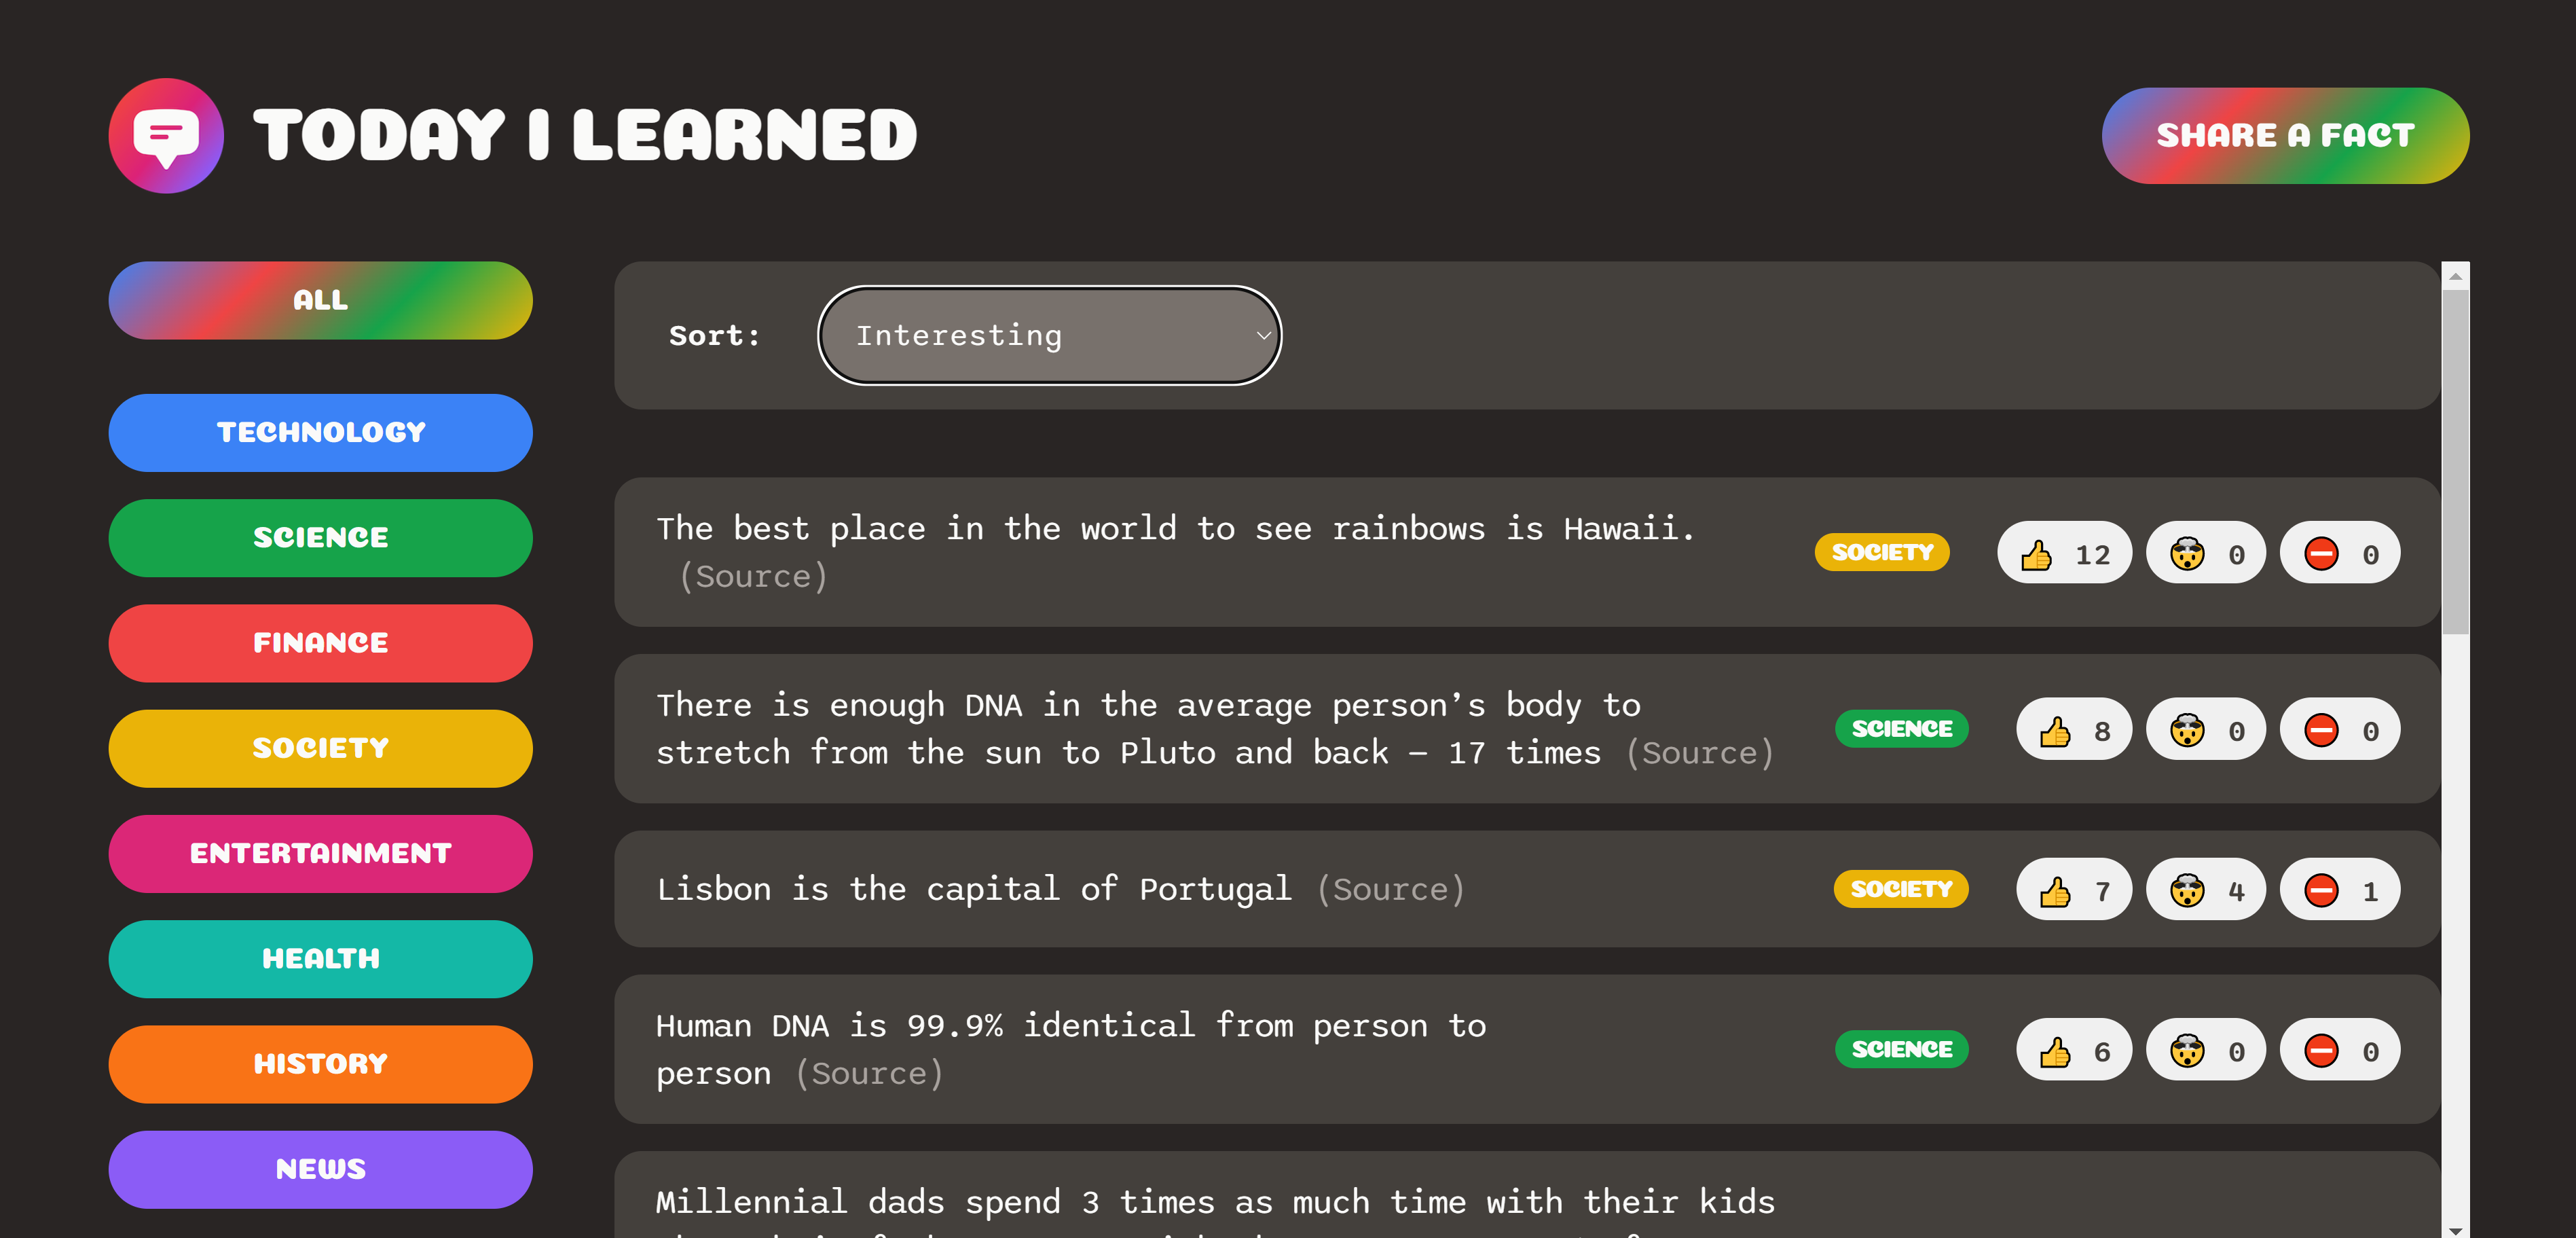 TODAY I LEARNED
SHARE A FACT
ALL
TECHNOLOGY
SCIENCE
FINANCE
SOCIETY
ENTERTAINMENT
HEALTH
HISTORY
NEWS
Sort:
Interesting
The best place in the world to see rainbows is Hawaii.
(Source)
SOCIETY
12
0
0
There is enough DNA in the average person’s body to
stretch from the sun to Pluto and back – 17 times (Source)
SCIENCE
8
0
0
Lisbon is the capital of Portugal (Source)
SOCIETY
7
4
1
Human DNA is 99.9% identical from person to
person (Source)
SCIENCE
6
0
0
Millennial dads spend 3 times as much time with their kids